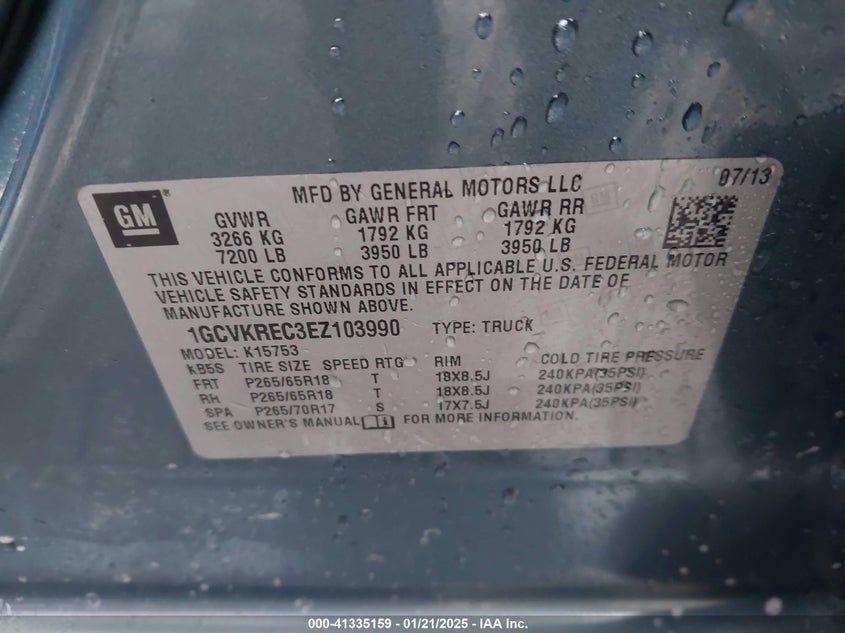 MFD BY GENERAL MOTORS LLC 07/13
GM
GVWR GAWR FRT GAWR RR
3266 KG 1792 KG 1792 KG
7200 LB 3950 LB 3950 LB
THIS VEHICLE CONFORMS TO ALL APPLICABLE U.S. FEDERAL MOTOR
VEHICLE SAFETY STANDARDS IN EFFECT ON THE DATE OF
MANUFACTURE SHOWN ABOVE.
1GCVKREC3EZ103990 TYPE: TRUCK
MODEL: K15753
KB5S TIRE SIZE SPEED RTG RIM COLD TIRE PRESSURE
FRT P265/65R18 T 18X8.5J 240KPA(35PSI)
RH P265/65R18 T 18X8.5J 240KPA(35PSI)
SPA P265/70R17 S 17X7.5J 240KPA(35PSI)
SEE OWNER'S MANUAL FOR MORE INFORMATION.
000-41335159 01/21/2025 - IAA Inc.